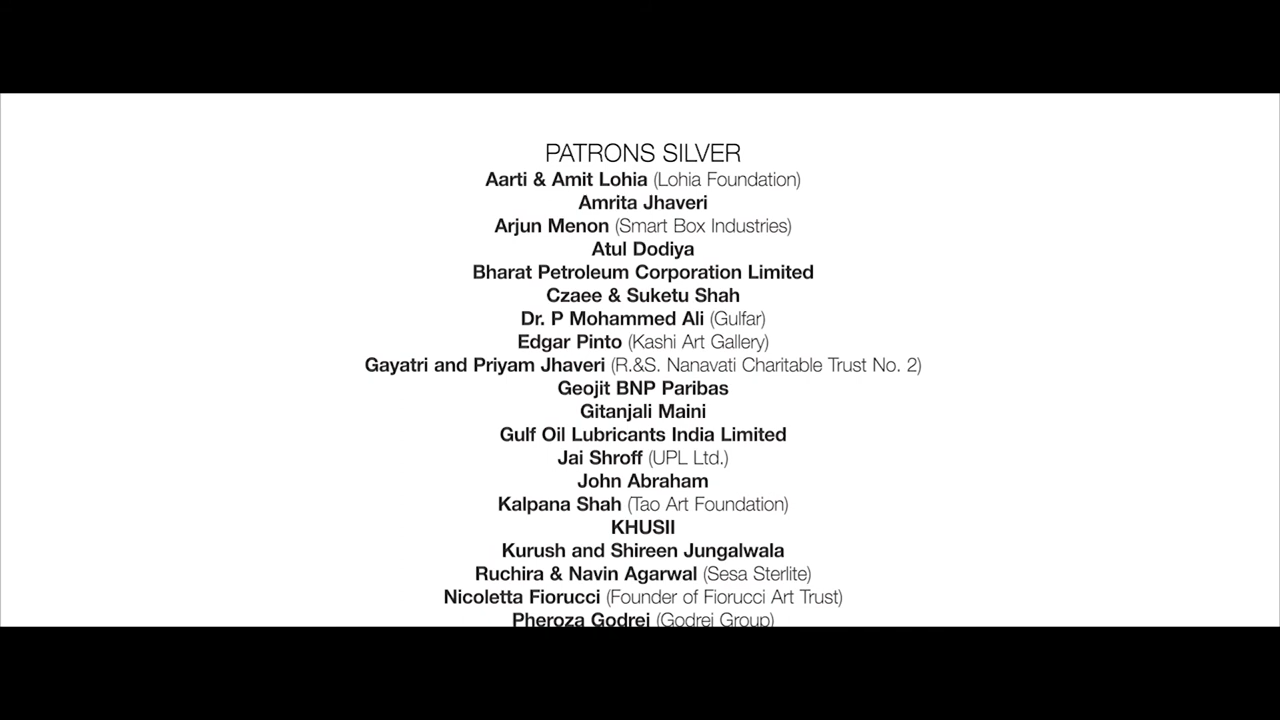 PATRONS SILVER
Aarti & Amit Lohia (Lohia Foundation)
Amrita Jhaveri
Arjun Menon (Smart Box Industries)
Atul Dodiya
Bharat Petroleum Corporation Limited
Czaee & Suketu Shah
Dr. P Mohammed Ali (Gulfar)
Edgar Pinto (Kashi Art Gallery)
Gayatri and Priyam Jhaveri (R.&S. Nanavati Charitable Trust No. 2)
Geojit BNP Paribas
Gitanjali Maini
Gulf Oil Lubricants India Limited
Jai Shroff (UPL Ltd.)
John Abraham
Kalpana Shah (Tao Art Foundation)
KHUSII
Kurush and Shireen Jungalwala
Ruchira & Navin Agarwal (Sesa Sterlite)
Nicoletta Fiorucci (Founder of Fiorucci Art Trust)
Pheroza Godrej (Godrej Group)